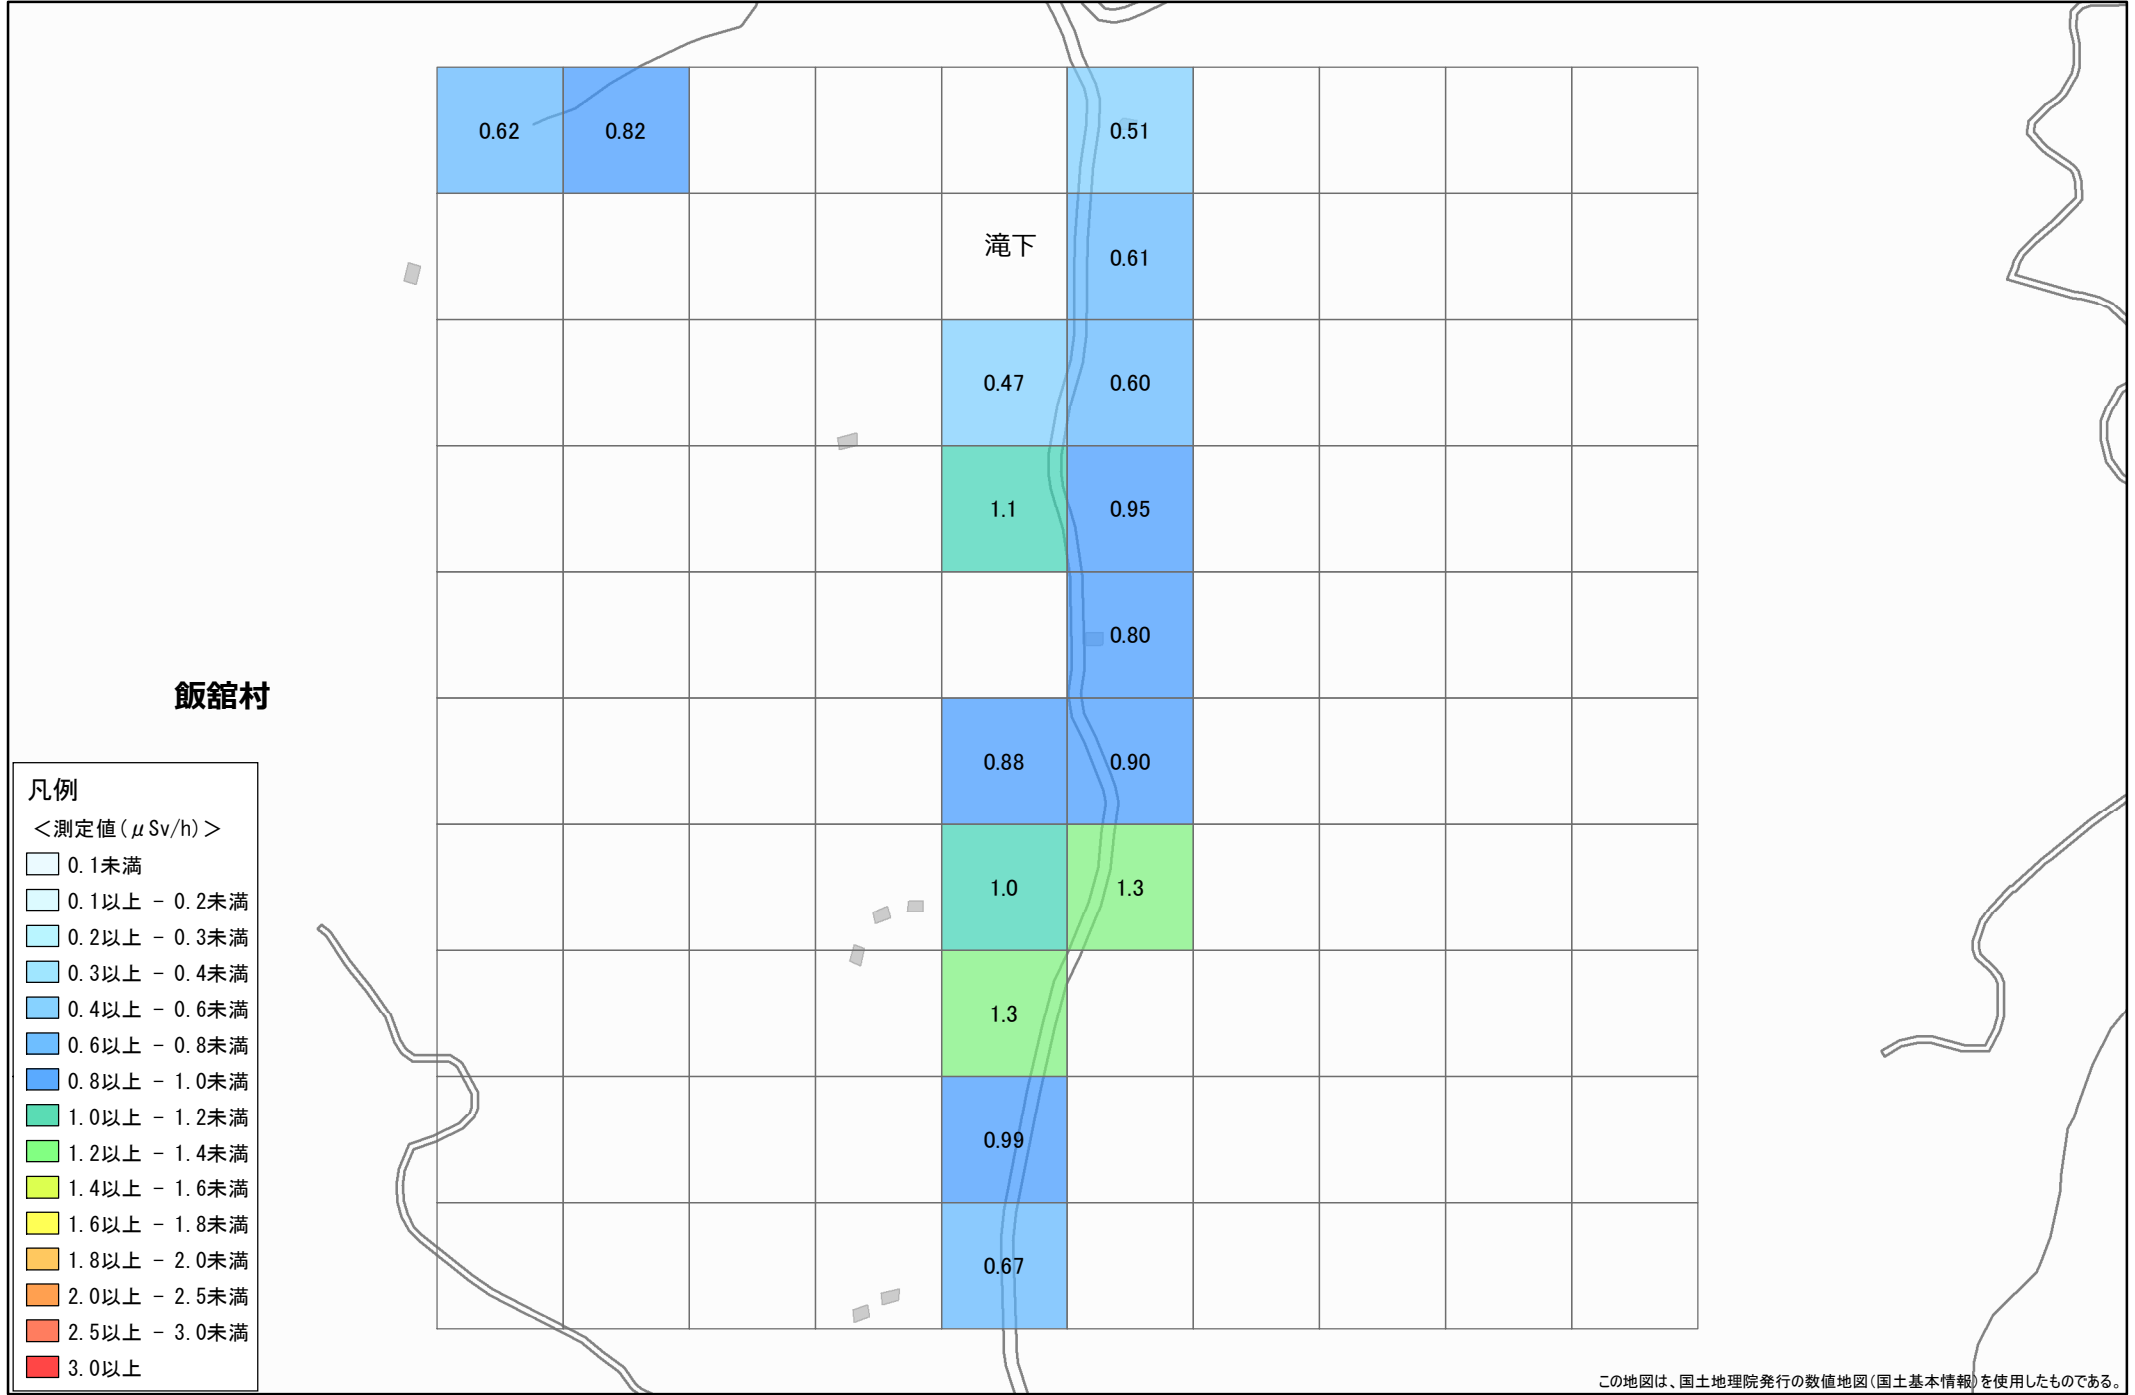 0.62 0.82 0.51
滝下 0.61
0.47 0.60
1.1 0.95
0.80
飯舘村
0.88 0.90
1.0 1.3
1.3
0.99
0.67
凡例
＜測定値(μSv/h)＞
0.1未満
0.1以上 - 0.2未満
0.2以上 - 0.3未満
0.3以上 - 0.4未満
0.4以上 - 0.6未満
0.6以上 - 0.8未満
0.8以上 - 1.0未満
1.0以上 - 1.2未満
1.2以上 - 1.4未満
1.4以上 - 1.6未満
1.6以上 - 1.8未満
1.8以上 - 2.0未満
2.0以上 - 2.5未満
2.5以上 - 3.0未満
3.0以上
この地図は、国土地理院発行の数値地図(国土基本情報)を使用したものである。